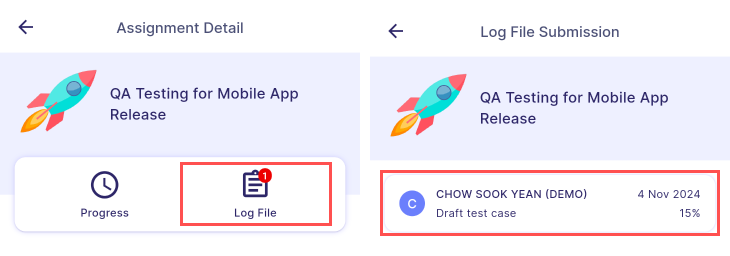 Assignment Detail
QA Testing for Mobile App
Release
Progress
1
Log File
Log File Submission
QA Testing for Mobile App
Release
C
CHOW SOOK YEAN (DEMO)
4 Nov 2024
Draft test case
15%